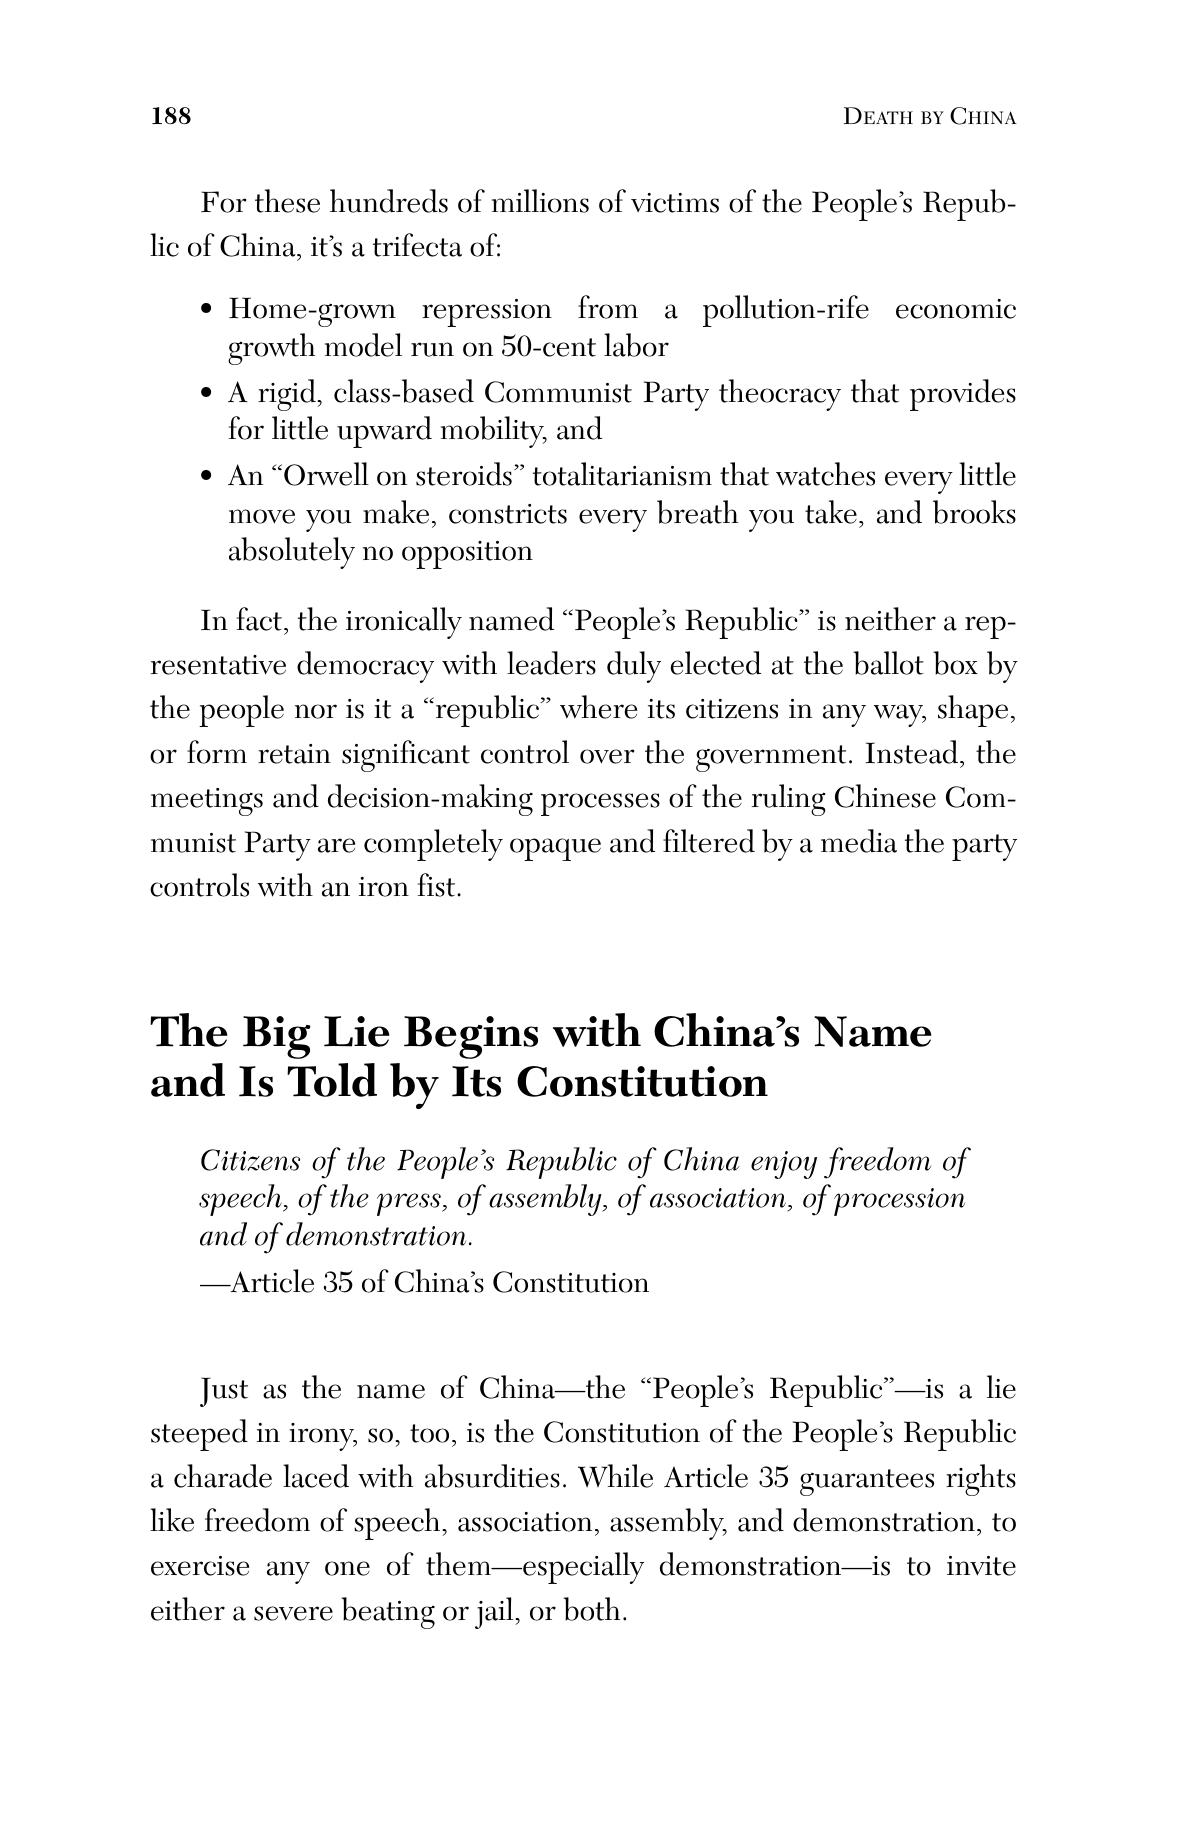 188 DEATH BY CHINA
For these hundreds of millions of victims of the People’s Repub-
lic of China, it’s a trifecta of:
• Home-grown repression from a pollution-rife economic
growth model run on 50-cent labor
• A rigid, class-based Communist Party theocracy that provides
for little upward mobility, and
• An “Orwell on steroids” totalitarianism that watches every little
move you make, constricts every breath you take, and brooks
absolutely no opposition
In fact, the ironically named “People’s Republic” is neither a rep-
resentative democracy with leaders duly elected at the ballot box by
the people nor is it a “republic” where its citizens in any way, shape,
or form retain significant control over the government. Instead, the
meetings and decision-making processes of the ruling Chinese Com-
munist Party are completely opaque and filtered by a media the party
controls with an iron fist.
The Big Lie Begins with China’s Name
and Is Told by Its Constitution
Citizens of the People’s Republic of China enjoy freedom of
speech, of the press, of assembly, of association, of procession
and of demonstration.
—Article 35 of China’s Constitution
Just as the name of China—the “People’s Republic”—is a lie
steeped in irony, so, too, is the Constitution of the People’s Republic
a charade laced with absurdities. While Article 35 guarantees rights
like freedom of speech, association, assembly, and demonstration, to
exercise any one of them—especially demonstration—is to invite
either a severe beating or jail, or both.